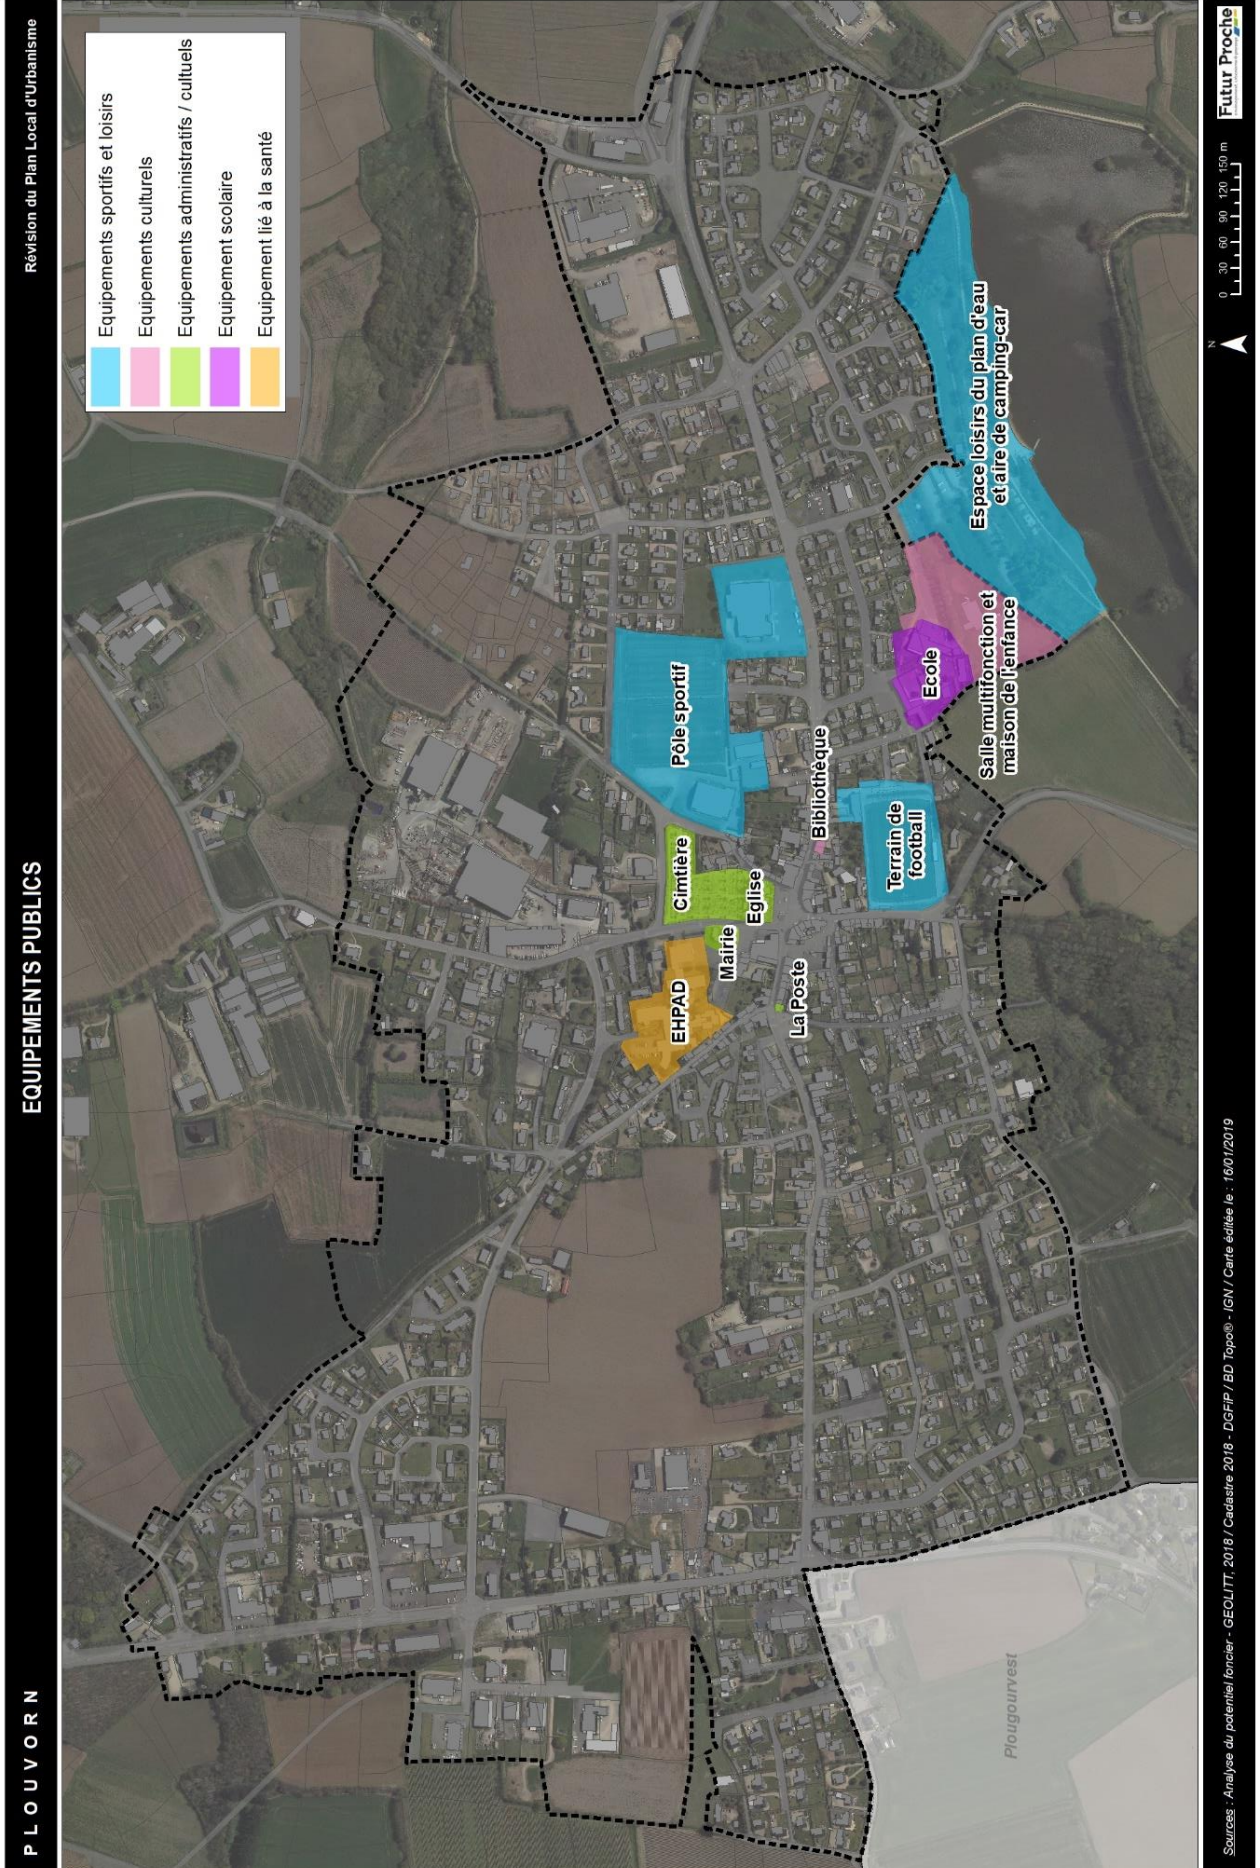 PLOUVORN
EQUIPEMENTS PUBLICS
Révision du Plan Local d'Urbanisme
Equipements sportifs et loisirs
Equipements culturels
Equipements administratifs / cultuels
Equipement scolaire
Equipement lié à la santé
Pôle sportif
Cimtière
EHPAD
Mairie
Eglise
La Poste
Bibliothèque
Terrain de
football
Ecole
Salle multifonction et
maison de l'enfance
Espace loisirs du plan d'eau
et aire de camping-car
Plougourvest
Sources : Analyse du potentiel foncier - GEOLITT, 2018 / Cadastre 2018 - DGFiP / BD Topo® - IGN / Carte éditée le : 16/01/2019
N
0 30 60 90 120 150 m
Futur Proche